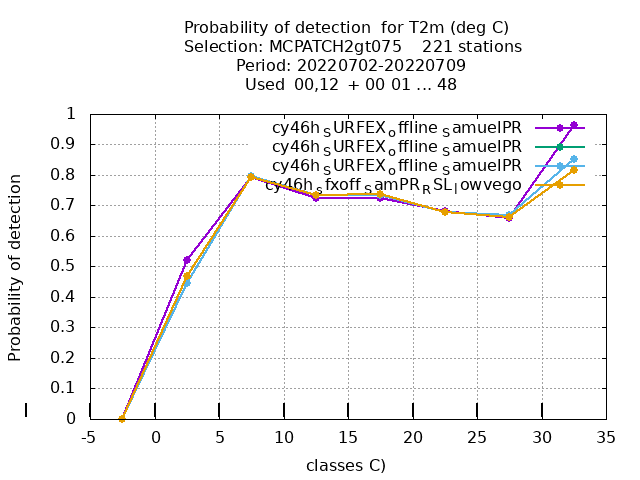 Probability of detection  for T2m (deg C)
Selection: MCPATCH2gt075    221 stations
Period: 20220702-20220709
Used  00,12  + 00 01 ... 48
cy46h_SURFEX_offline_SamuelPR
cy46h_SURFEX_offline_SamuelPR
cy46h_SURFEX_offline_SamuelPR
cy46h_sfxoff_SamPR_RSL_lowvego
Probability of detection
1
0.9
0.8
0.7
0.6
0.5
0.4
0.3
0.2
0.1
0
-5 0 5 10 15 20 25 30 35
classes C)